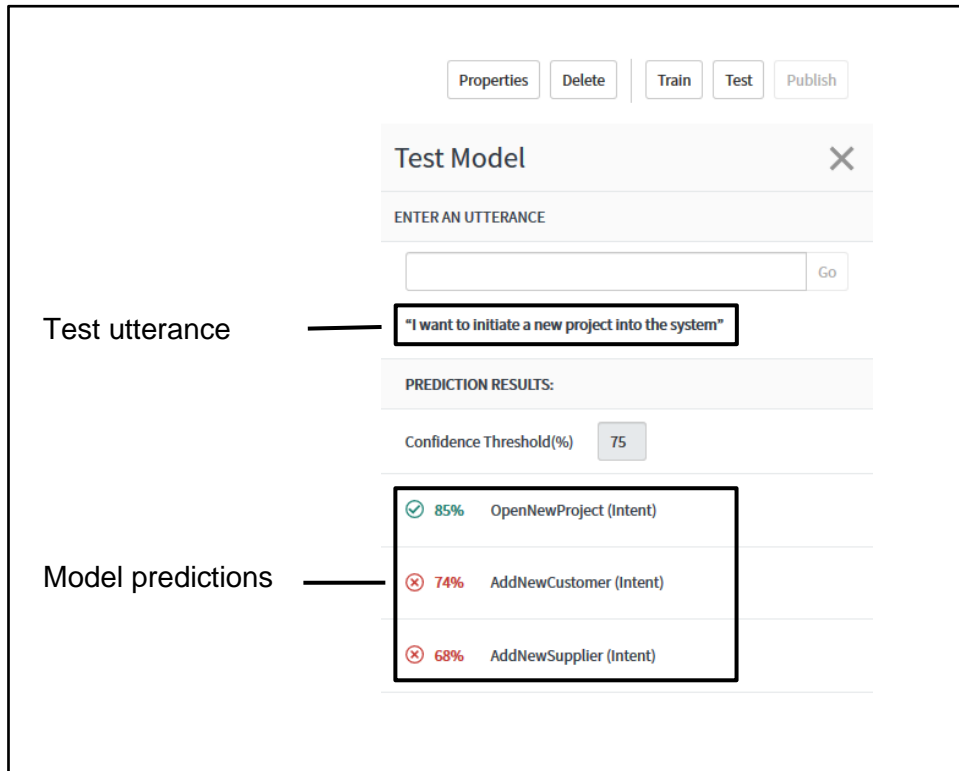 Properties Delete Train Test Publish
Test Model
ENTER AN UTTERANCE
Go
Test utterance
“I want to initiate a new project into the system”
PREDICTION RESULTS:
Confidence Threshold(%) 75
85% OpenNewProject (Intent)
Model predictions
74% AddNewCustomer (Intent)
68% AddNewSupplier (Intent)